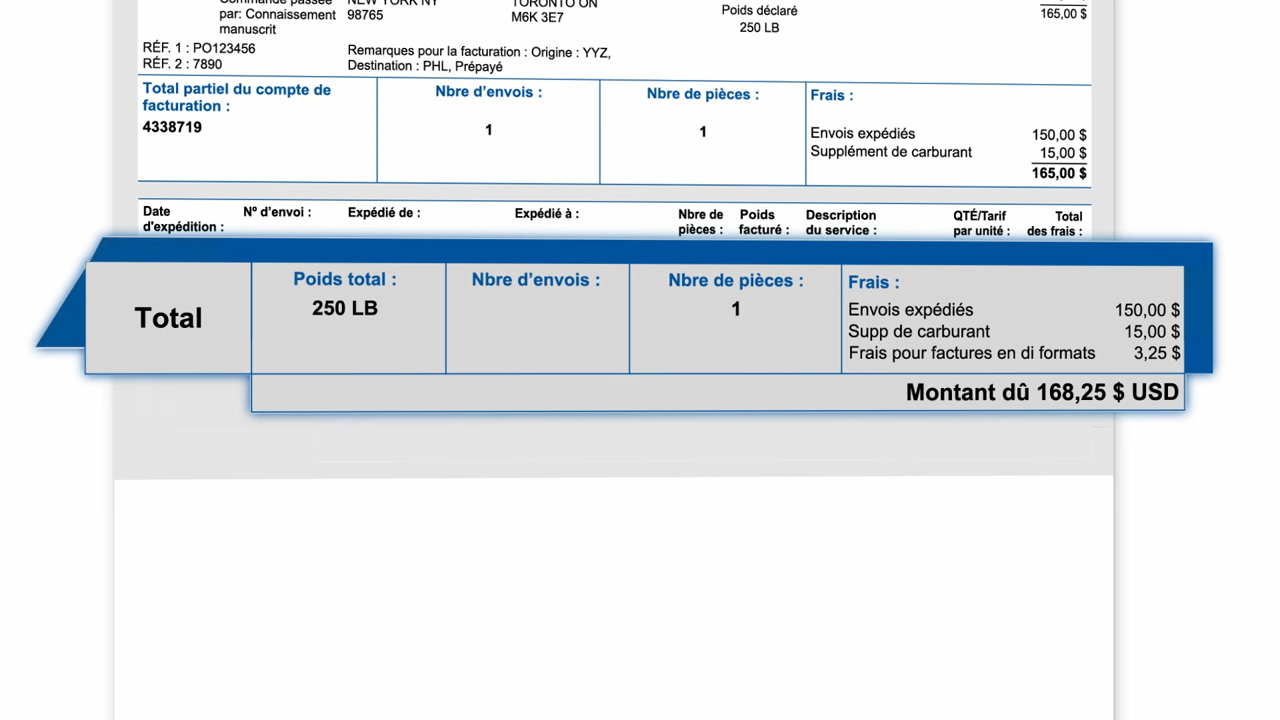 Commande passée
NEW YORK NY
TORONTO ON
par: Connaissement
98765
M6K 3E7
Poids déclaré
165,00 $
manuscrit
250 LB
RÉF. 1 : PO123456
Remarques pour la facturation : Origine : YYZ,
RÉF. 2 : 7890
Destination : PHL, Prépayé
Total partiel du compte de
facturation :
4338719
Nbre d'envois :
1
Nbre de pièces :
1
Frais :
Envois expédiés 150,00 $
Supplément de carburant 15,00 $
165,00 $
Date
d'expédition :
Nº d'envoi :
Expédié de :
Expédié à :
Nbre de
pièces :
Poids
facturé :
Description
du service :
QTÉ/Tarif
par unité :
Total
des frais :
Total
Poids total :
250 LB
Nbre d'envois :
Nbre de pièces :
1
Frais :
Envois expédiés 150,00 $
Supp de carburant 15,00 $
Frais pour factures en di formats 3,25 $
Montant dû 168,25 $ USD